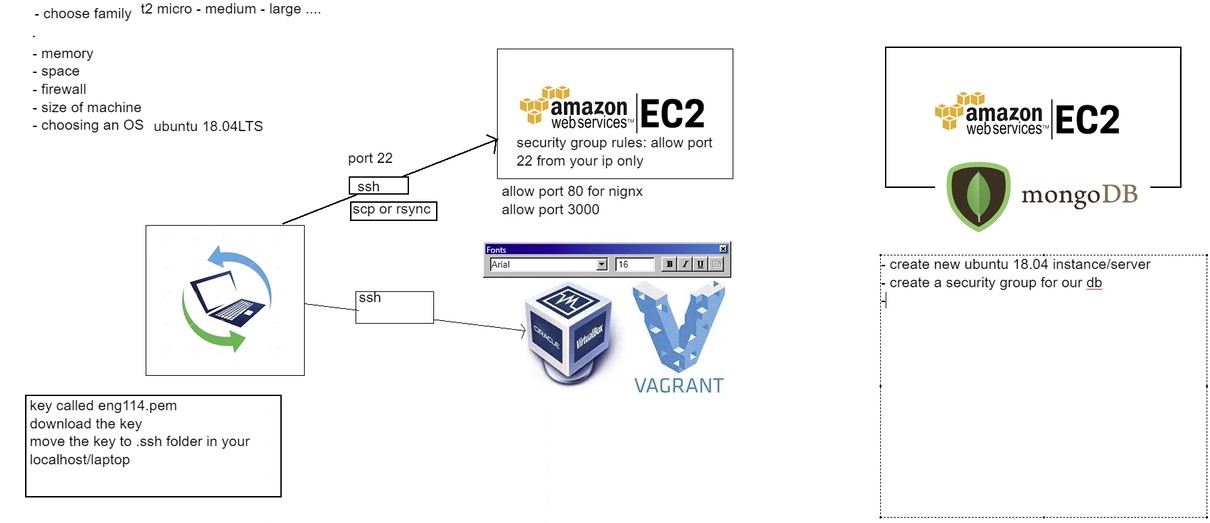 - choose family t2 micro - medium - large ....
.
- memory
- space
- firewall
- size of machine
- choosing an OS ubuntu 18.04LTS
port 22
ssh
scp or rsync
amazon
web services™
EC2
security group rules: allow port
22 from your ip only
allow port 80 for nignx
allow port 3000
ssh
Fonts
Arial 16 B I U
ORACLE
VirtualBox
VAGRANT
key called eng114.pem
download the key
move the key to .ssh folder in your
localhost/laptop
amazon
web services™
EC2
mongoDB
- create new ubuntu 18.04 instance/server
- create a security group for our db
-